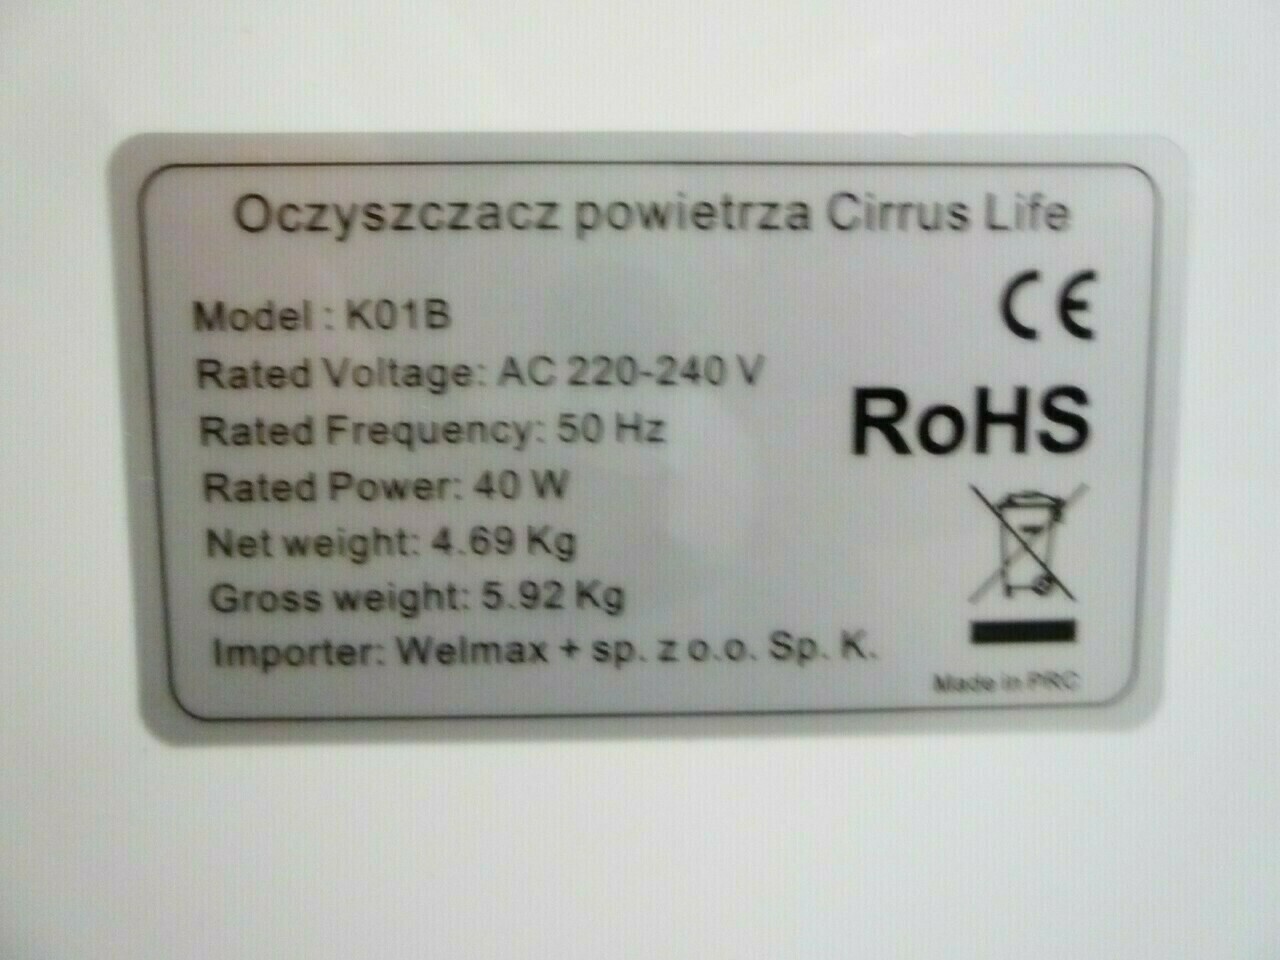 Oczyszczacz powietrza Cirrus Life
Model : K01B
Rated Voltage: AC 220-240 V
Rated Frequency: 50 Hz
Rated Power: 40 W
Net weight: 4.69 Kg
Gross weight: 5.92 Kg
Importer: Welmax + sp. z o.o. Sp. K.
CE
RoHS
Made in PRC